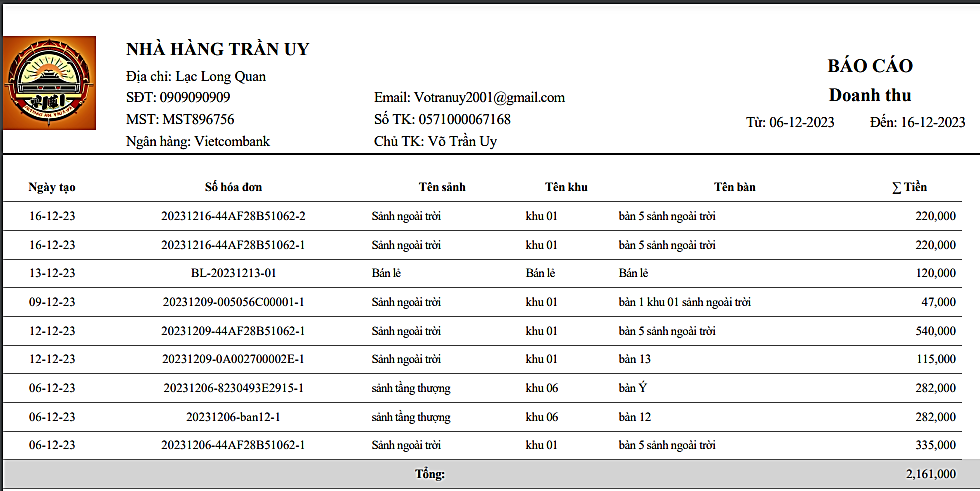 NHÀ HÀNG TRẦN UY
Địa chỉ: Lạc Long Quan
SĐT: 0909090909
Email: Votranuy2001@gmail.com
MST: MST896756
Số TK: 0571000067168
Ngân hàng: Vietcombank
Chủ TK: Võ Trần Uy
BÁO CÁO
Doanh thu
Từ: 06-12-2023 Đến: 16-12-2023
Ngày tạo Số hóa đơn Tên sảnh Tên khu Tên bàn ∑ Tiền
16-12-23 20231216-44AF28B51062-2 Sảnh ngoài trời khu 01 bàn 5 sảnh ngoài trời 220,000
16-12-23 20231216-44AF28B51062-1 Sảnh ngoài trời khu 01 bàn 5 sảnh ngoài trời 220,000
13-12-23 BL-20231213-01 Bán lẻ Bán lẻ Bán lẻ 120,000
09-12-23 20231209-005056C00001-1 Sảnh ngoài trời khu 01 bàn 1 khu 01 sảnh ngoài trời 47,000
12-12-23 20231209-44AF28B51062-1 Sảnh ngoài trời khu 01 bàn 5 sảnh ngoài trời 540,000
12-12-23 20231209-0A002700002E-1 Sảnh ngoài trời khu 01 bàn 13 115,000
06-12-23 20231206-8230493E2915-1 sảnh tầng thượng khu 06 bàn Ý 282,000
06-12-23 20231206-ban12-1 sảnh tầng thượng khu 06 bàn 12 282,000
06-12-23 20231206-44AF28B51062-1 Sảnh ngoài trời khu 01 bàn 5 sảnh ngoài trời 335,000
Tổng: 2,161,000